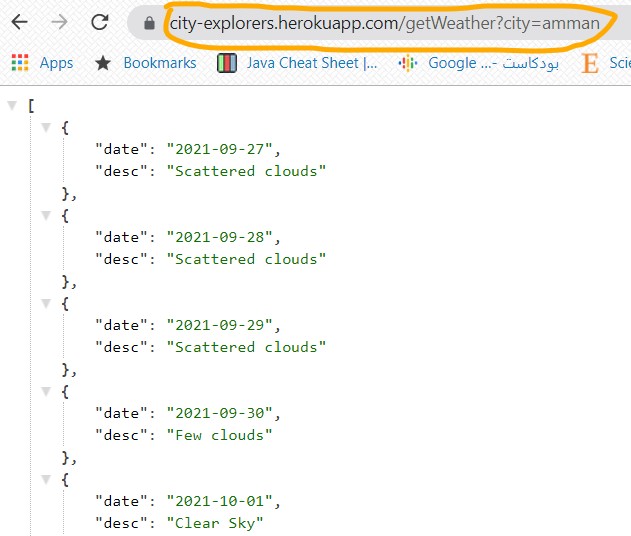 city-explorers.herokuapp.com/getWeather?city=amman
Apps Bookmarks Java Cheat Sheet |... Google ...- بودكاست
[
{
"date": "2021-09-27",
"desc": "Scattered clouds"
},
{
"date": "2021-09-28",
"desc": "Scattered clouds"
},
{
"date": "2021-09-29",
"desc": "Scattered clouds"
},
{
"date": "2021-09-30",
"desc": "Few clouds"
},
{
"date": "2021-10-01",
"desc": "Clear Sky"